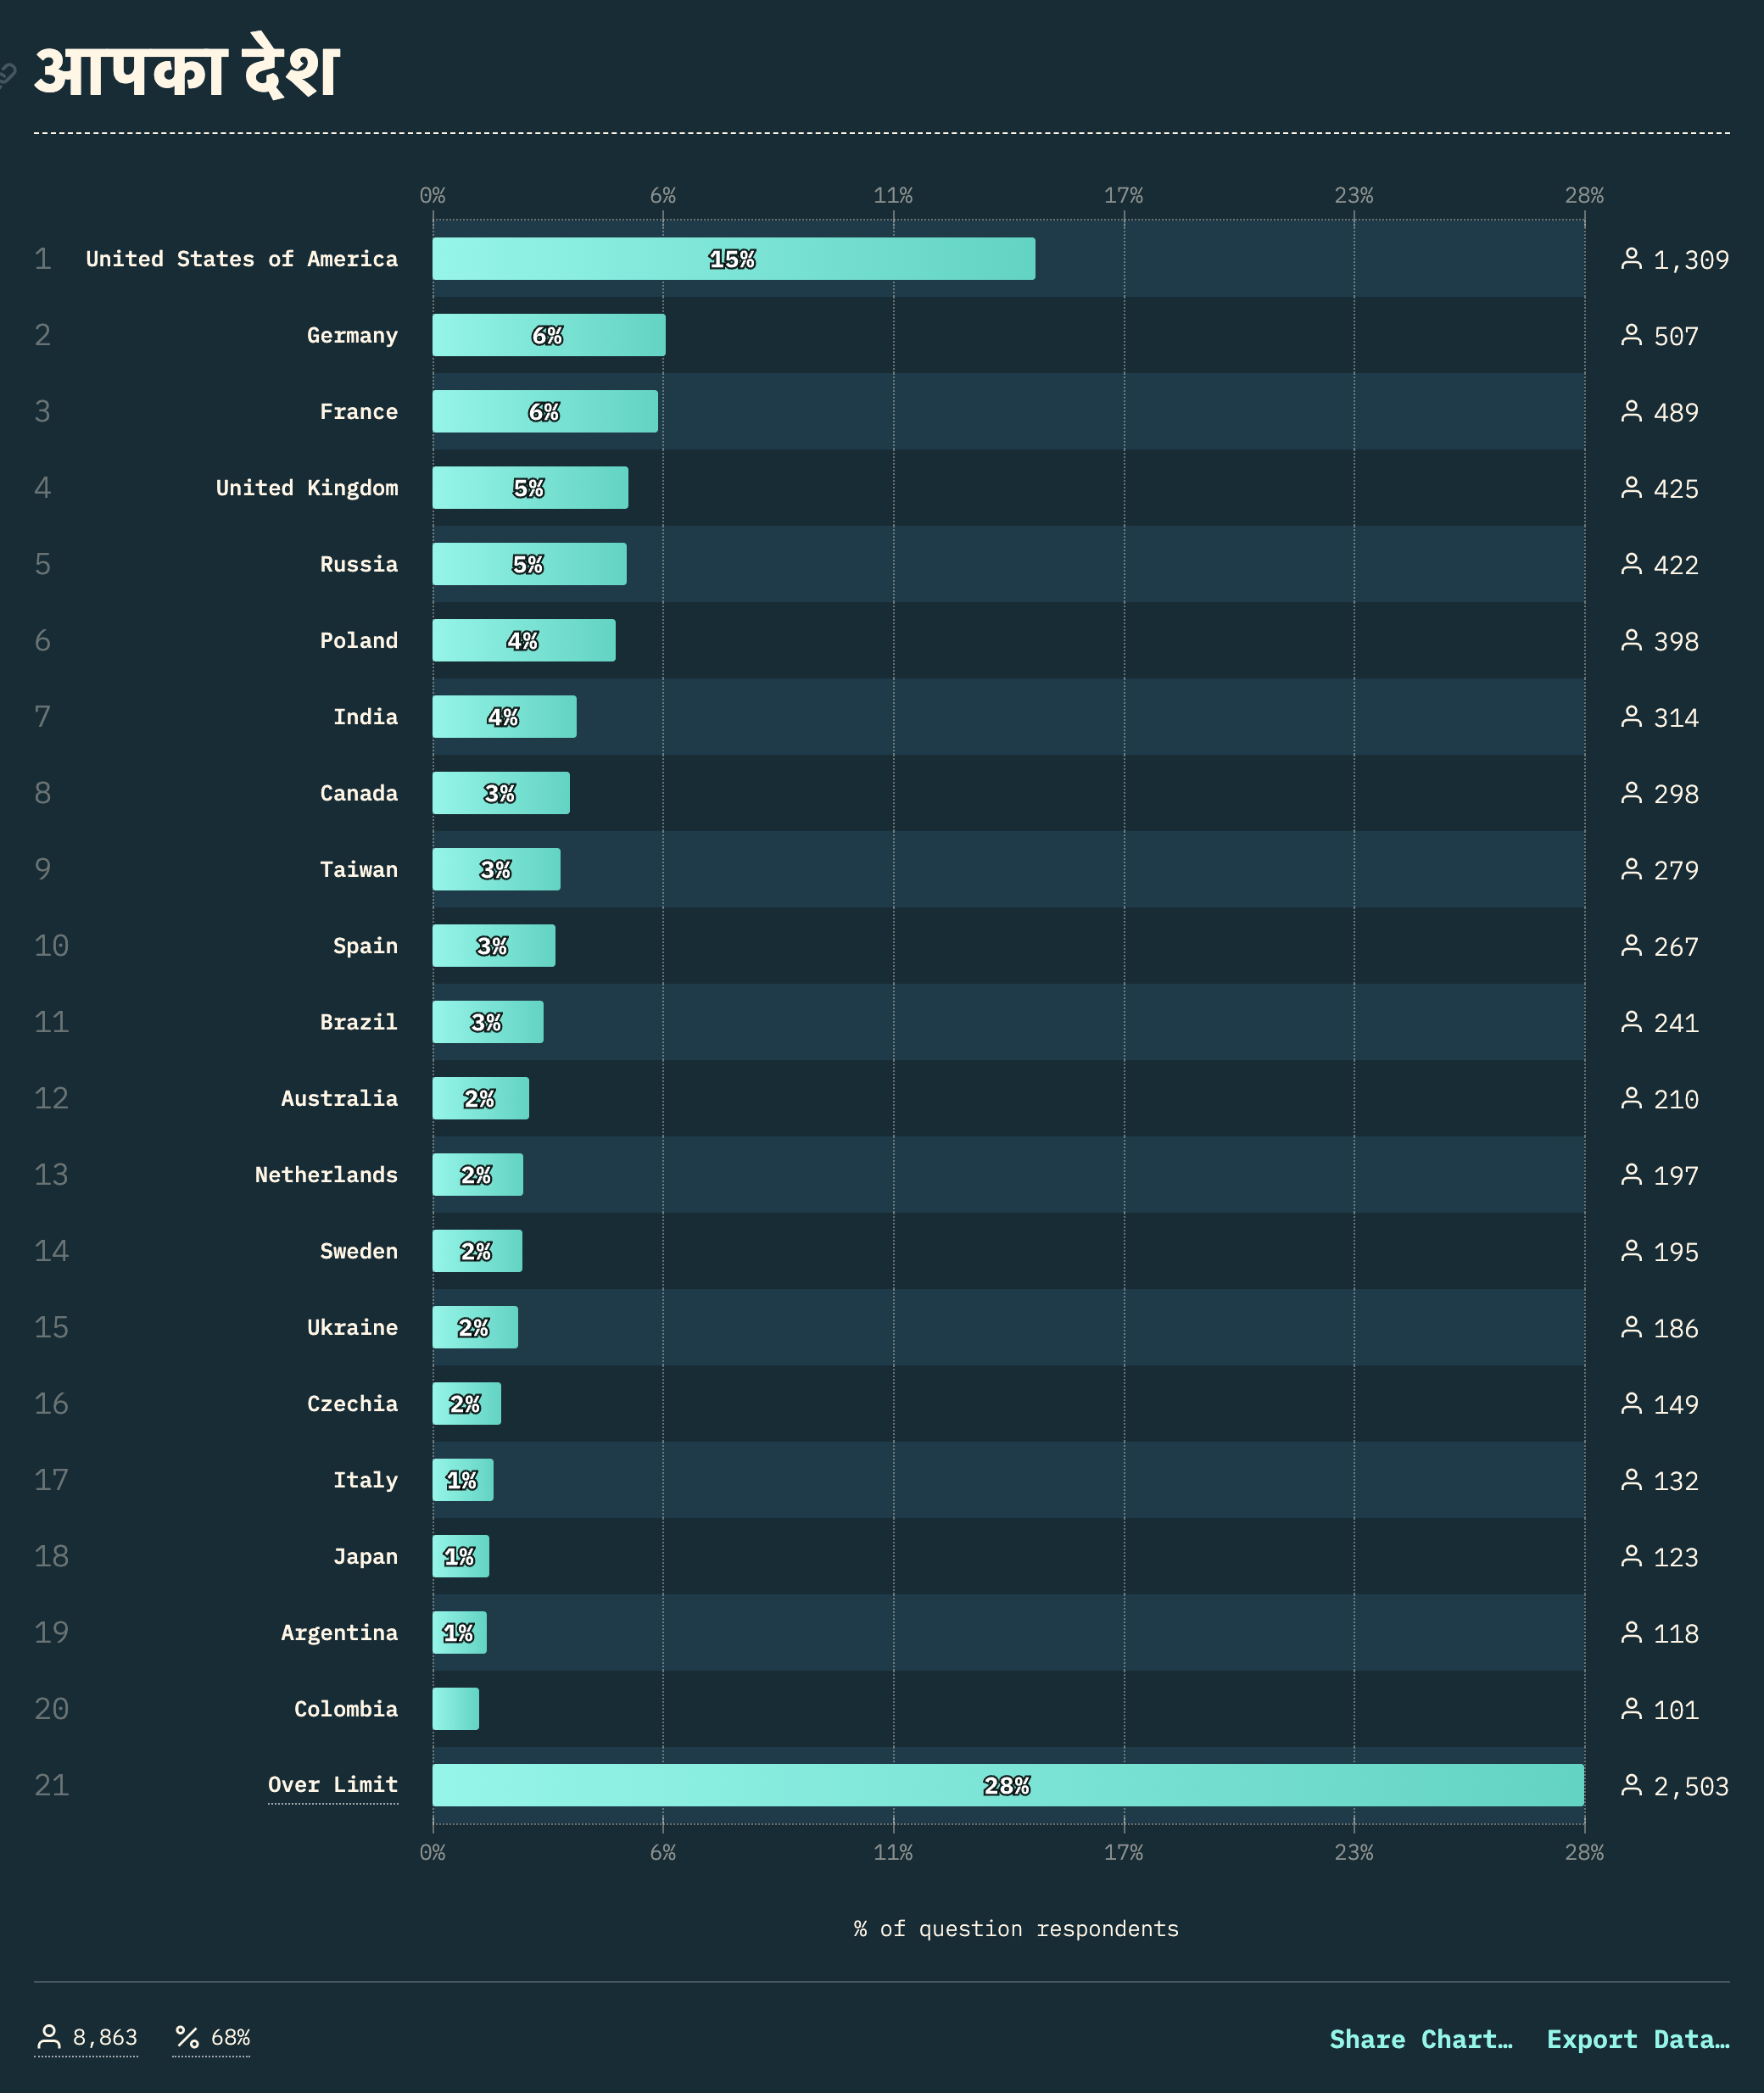 आपका देश
0% 6% 11% 17% 23% 28%
1 United States of America 15% 1,309
2 Germany 6% 507
3 France 6% 489
4 United Kingdom 5% 425
5 Russia 5% 422
6 Poland 4% 398
7 India 4% 314
8 Canada 3% 298
9 Taiwan 3% 279
10 Spain 3% 267
11 Brazil 3% 241
12 Australia 2% 210
13 Netherlands 2% 197
14 Sweden 2% 195
15 Ukraine 2% 186
16 Czechia 2% 149
17 Italy 1% 132
18 Japan 1% 123
19 Argentina 1% 118
20 Colombia 101
21 Over Limit 28% 2,503
0% 6% 11% 17% 23% 28%
% of question respondents
8,863 % 68% Share Chart… Export Data…